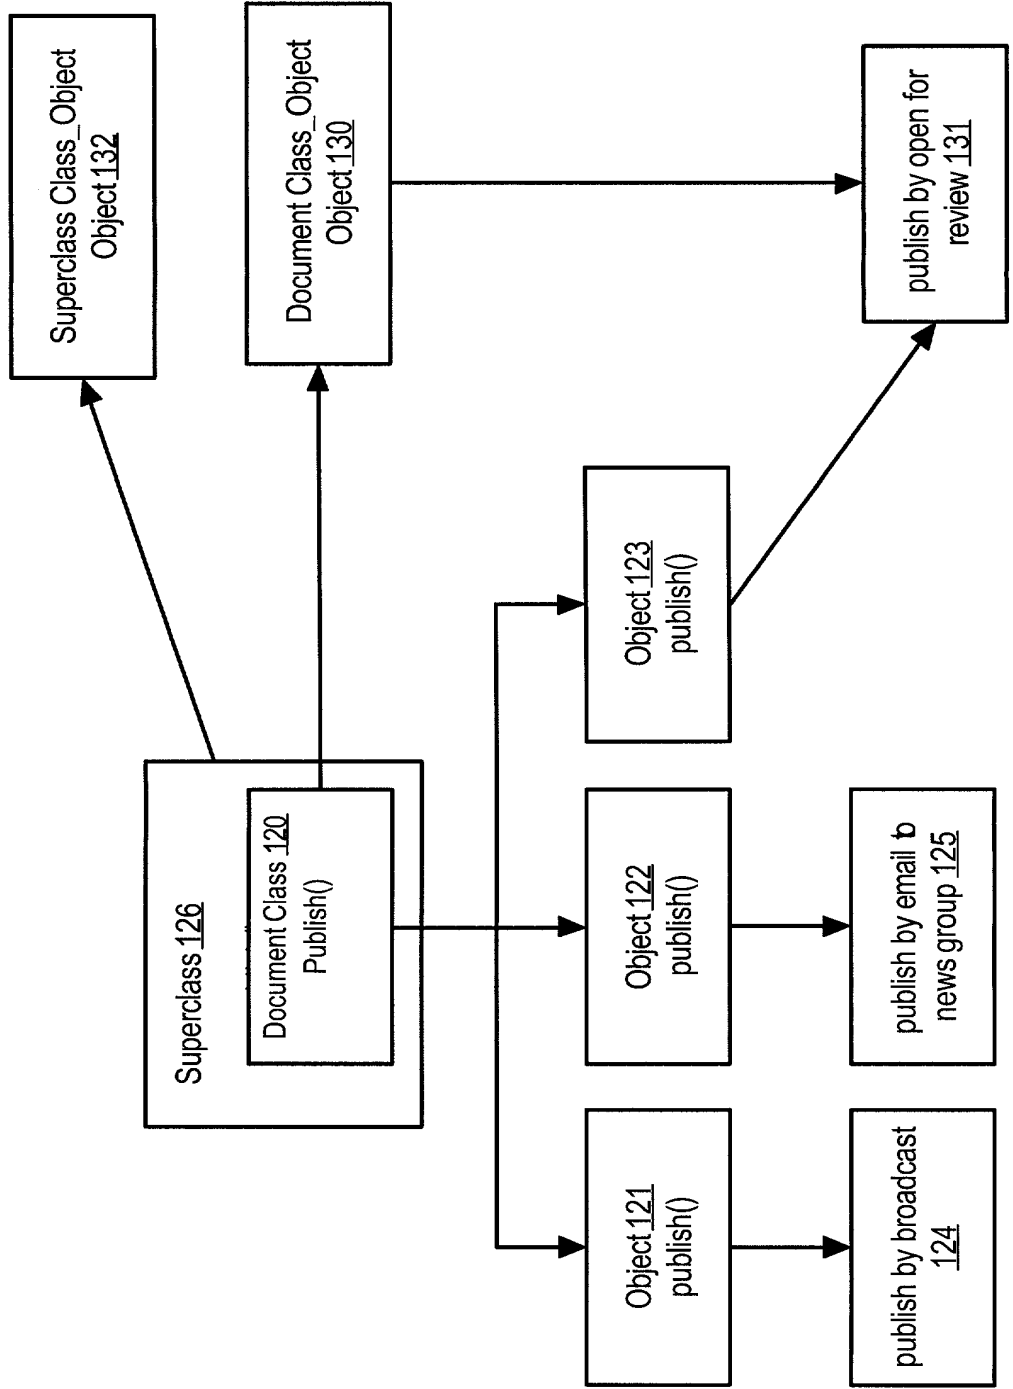 Superclass 126
Document Class 120
Publish()
Superclass Class_Object
Object 132
Document Class_Object
Object 130
Object 121
publish()
Object 122
publish()
Object 123
publish()
publish by broadcast
124
publish by email to
news group 125
publish by open for
review 131